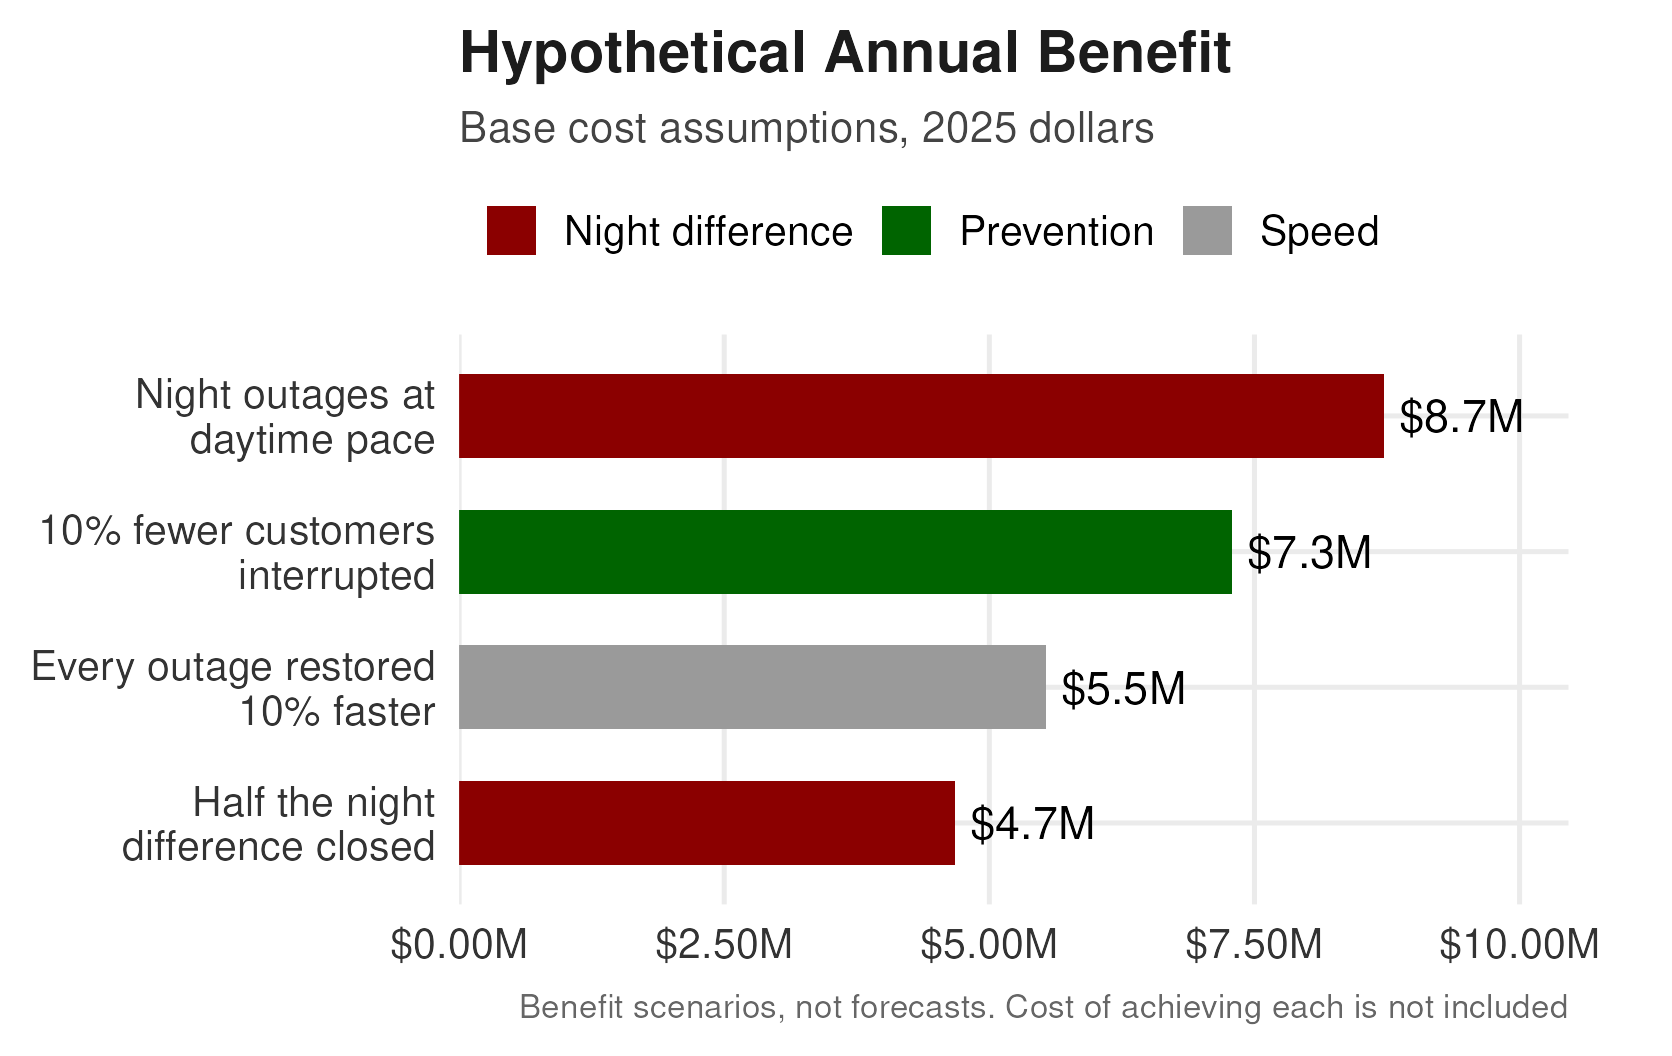 Hypothetical Annual Benefit
Base cost assumptions, 2025 dollars
Night difference
Prevention
Speed
Night outages at
daytime pace
$8.7M
10% fewer customers
interrupted
$7.3M
Every outage restored
10% faster
$5.5M
Half the night
difference closed
$4.7M
$0.00M
$2.50M
$5.00M
$7.50M
$10.00M
Benefit scenarios, not forecasts. Cost of achieving each is not included